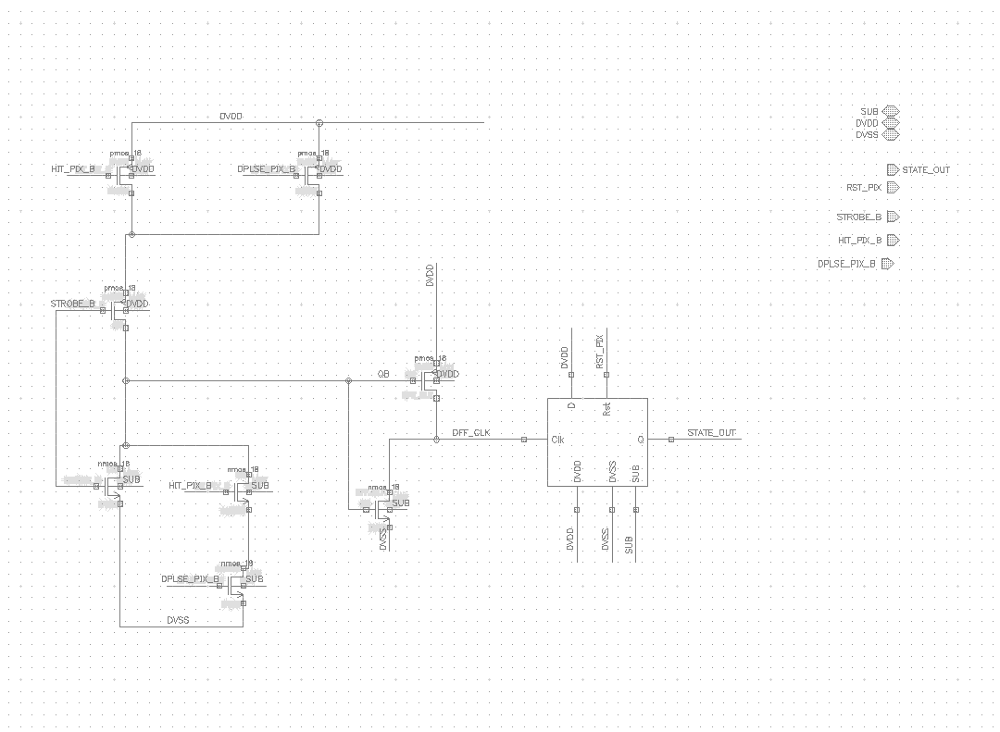 SUB
DVDD
DVDD
DVSS
pmos_18
pmos_18
HIT_PIX_B
DVDD
DPLSE_PIX_B
DVDD
STATE_OUT
RST_PIX
STROBE_B
HIT_PIX_B
DPLSE_PIX_B
DVDD
pmos_18
STROBE_B
DVDD
DVDD
RST_PIX
pmos_18
QB
DVDD
D
Rst
DFF_CLK
Clk
Q
STATE_OUT
nmos_18
nmos_18
DVDD
DVSS
SUB
SUB
HIT_PIX_B
SUB
nmos_18
SUB
DVSS
DVDD
DVSS
SUB
nmos_18
DPLSE_PIX_B
SUB
DVSS